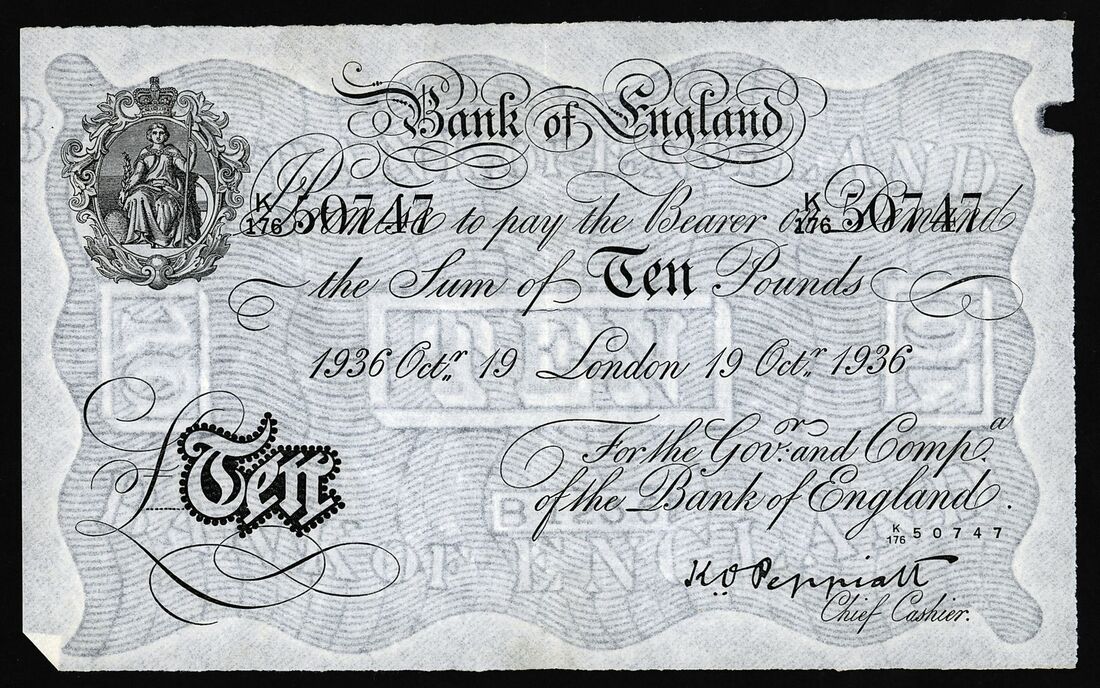 Bank of England
K/176 50747 K/176 50747
I Promise to pay the Bearer on Demand
the Sum of Ten Pounds
1936 Octr. 19 London 19 Octr. 1936
£Ten
For the Govr. and Compa.
of the Bank of England.
K/176 50747
K.O. Peppiatt
Chief Cashier.
TEN